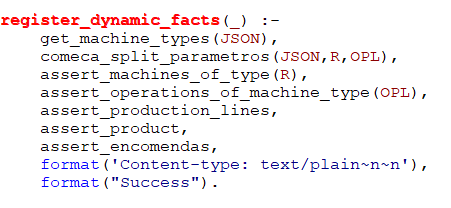 register_dynamic_facts(_) :-
    get_machine_types(JSON),
    comeca_split_parametros(JSON,R,OPL),
    assert_machines_of_type(R),
    assert_operations_of_machine_type(OPL),
    assert_production_lines,
    assert_product,
    assert_encomendas,
    format('Content-type: text/plain~n~n'),
    format("Success").